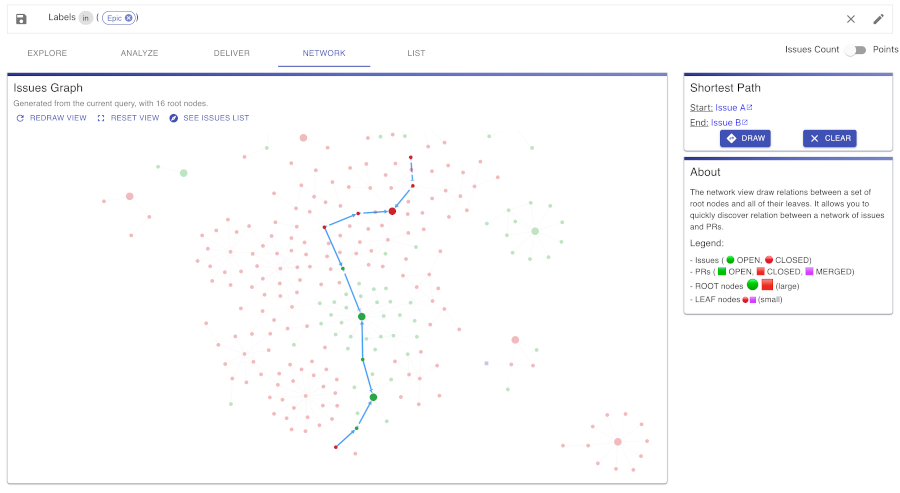 Labels in ( Epic )
EXPLORE ANALYZE DELIVER NETWORK LIST
Issues Count Points
Issues Graph
Generated from the current query, with 16 root nodes.
REDRAW VIEW RESET VIEW SEE ISSUES LIST
Shortest Path
Start: Issue A
End: Issue B
DRAW CLEAR
About
The network view draw relations between a set of
root nodes and all of their leaves. It allows you to
quickly discover relation between a network of issues
and PRs.
Legend:
- Issues ( OPEN, CLOSED)
- PRs ( OPEN, CLOSED, MERGED)
- ROOT nodes (large)
- LEAF nodes (small)